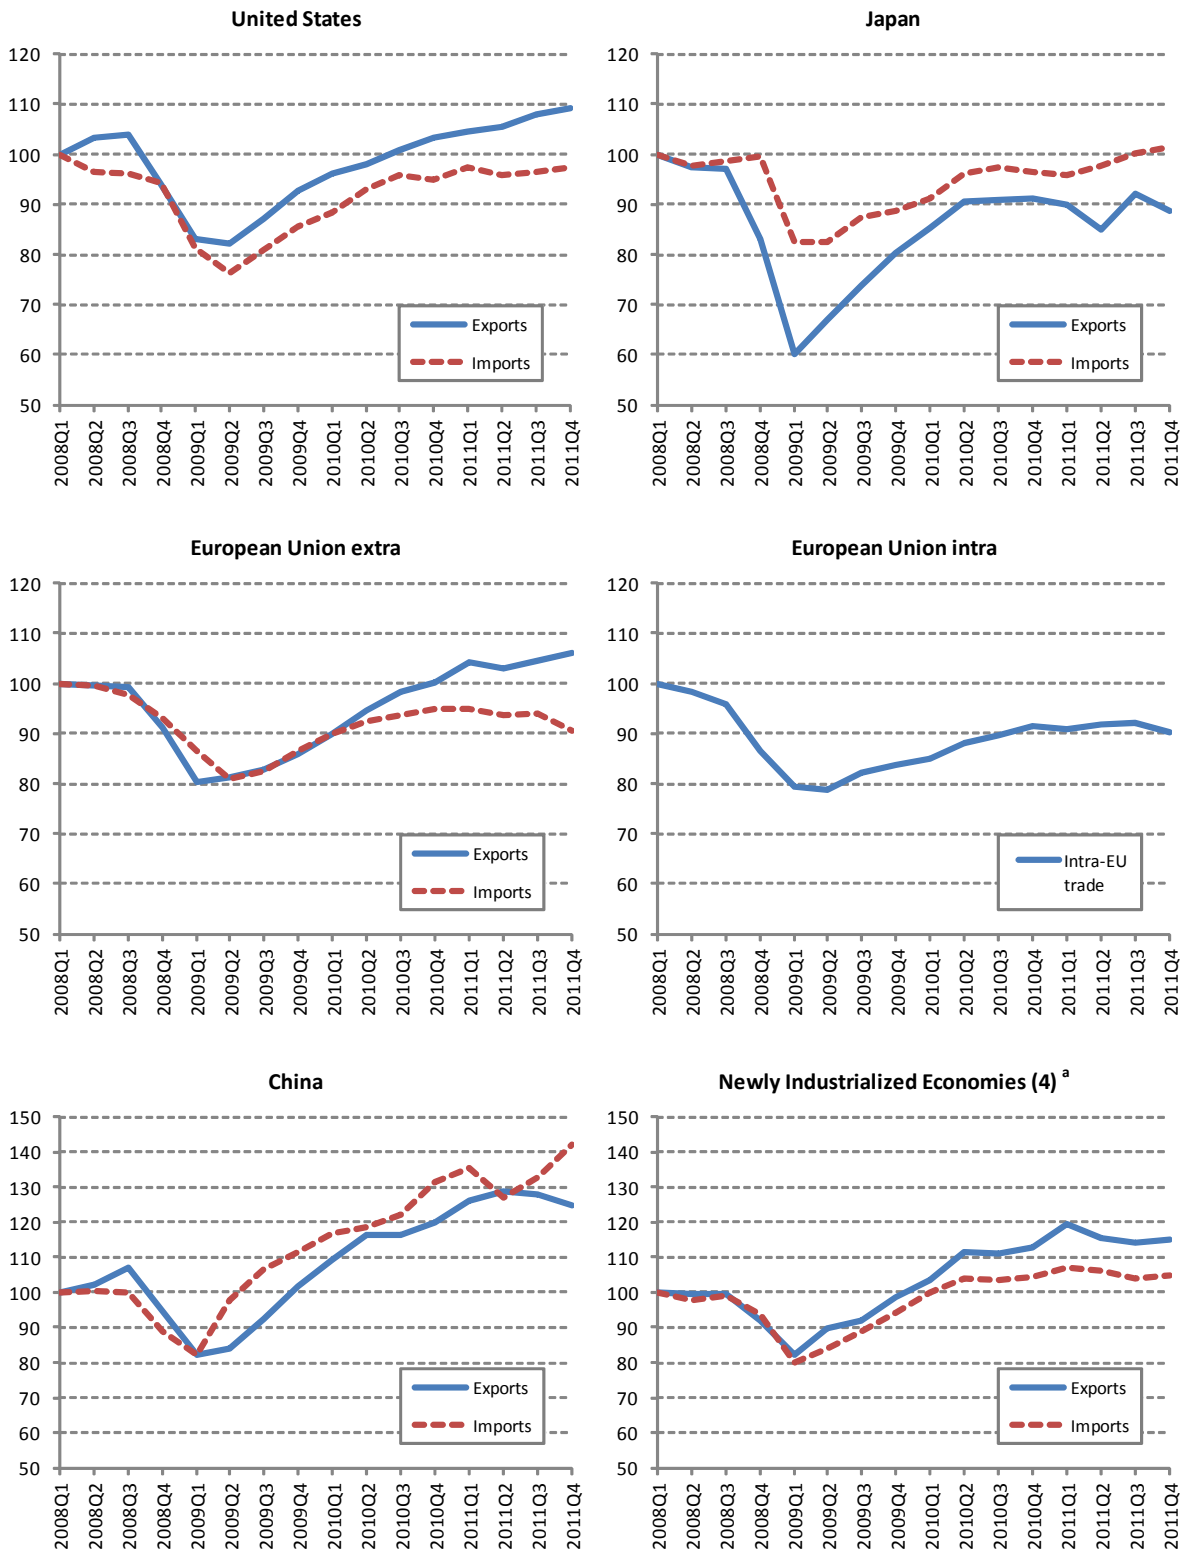 United States
120
110
100
90
80
70
60
50
Exports
Imports
2008Q1
2008Q2
2008Q3
2008Q4
2009Q1
2009Q2
2009Q3
2009Q4
2010Q1
2010Q2
2010Q3
2010Q4
2011Q1
2011Q2
2011Q3
2011Q4
Japan
120
110
100
90
80
70
60
50
Exports
Imports
2008Q1
2008Q2
2008Q3
2008Q4
2009Q1
2009Q2
2009Q3
2009Q4
2010Q1
2010Q2
2010Q3
2010Q4
2011Q1
2011Q2
2011Q3
2011Q4
European Union extra
120
110
100
90
80
70
60
50
Exports
Imports
2008Q1
2008Q2
2008Q3
2008Q4
2009Q1
2009Q2
2009Q3
2009Q4
2010Q1
2010Q2
2010Q3
2010Q4
2011Q1
2011Q2
2011Q3
2011Q4
European Union intra
120
110
100
90
80
70
60
50
Intra-EU
trade
2008Q1
2008Q2
2008Q3
2008Q4
2009Q1
2009Q2
2009Q3
2009Q4
2010Q1
2010Q2
2010Q3
2010Q4
2011Q1
2011Q2
2011Q3
2011Q4
China
150
140
130
120
110
100
90
80
70
60
50
Exports
Imports
2008Q1
2008Q2
2008Q3
2008Q4
2009Q1
2009Q2
2009Q3
2009Q4
2010Q1
2010Q2
2010Q3
2010Q4
2011Q1
2011Q2
2011Q3
2011Q4
Newly Industrialized Economies (4) a
150
140
130
120
110
100
90
80
70
60
50
Exports
Imports
2008Q1
2008Q2
2008Q3
2008Q4
2009Q1
2009Q2
2009Q3
2009Q4
2010Q1
2010Q2
2010Q3
2010Q4
2011Q1
2011Q2
2011Q3
2011Q4